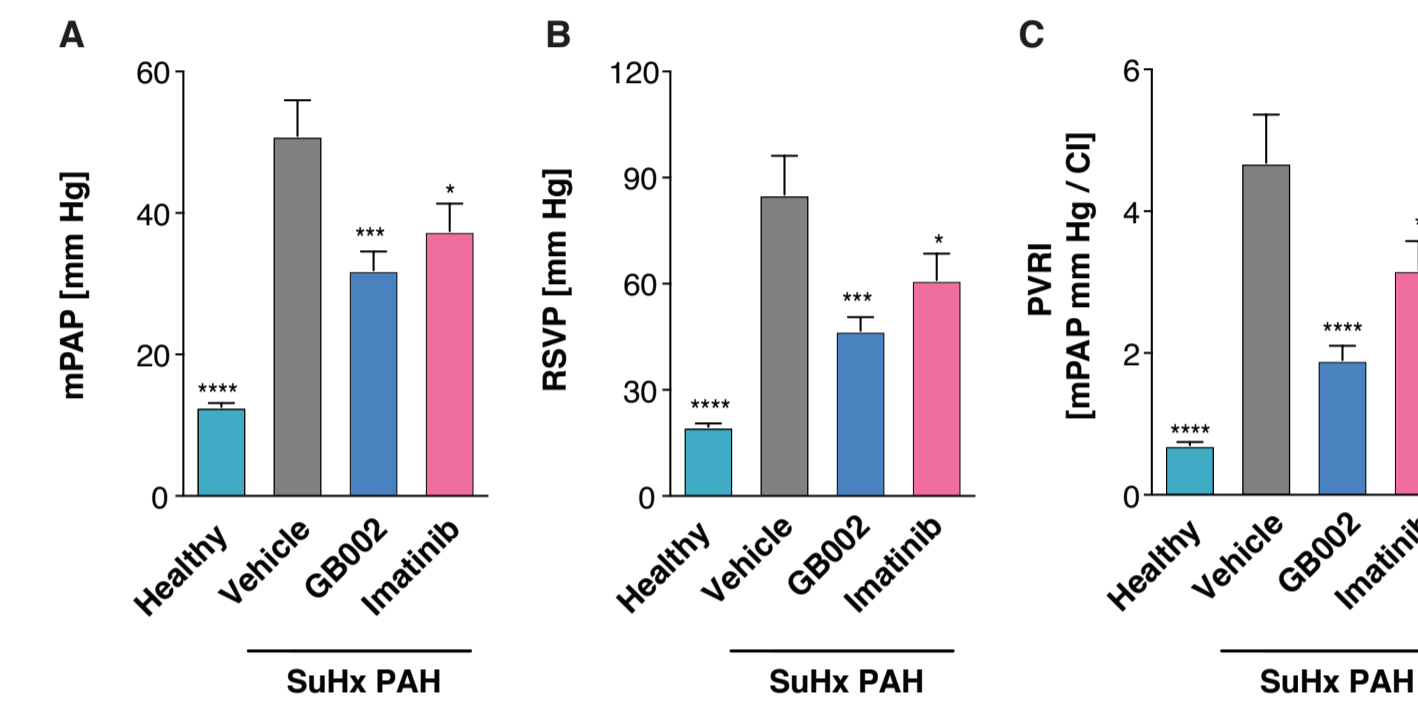 A
mPAP [mm Hg]
60
40
20
0
****
***
*
Healthy
Vehicle
GB002
Imatinib
SuHx PAH
B
RSVP [mm Hg]
120
90
60
30
0
****
***
*
Healthy
Vehicle
GB002
Imatinib
SuHx PAH
C
PVRI
[mPAP mm Hg / CI]
6
4
2
0
****
****
Healthy
Vehicle
GB002
Imatinib
SuHx PAH